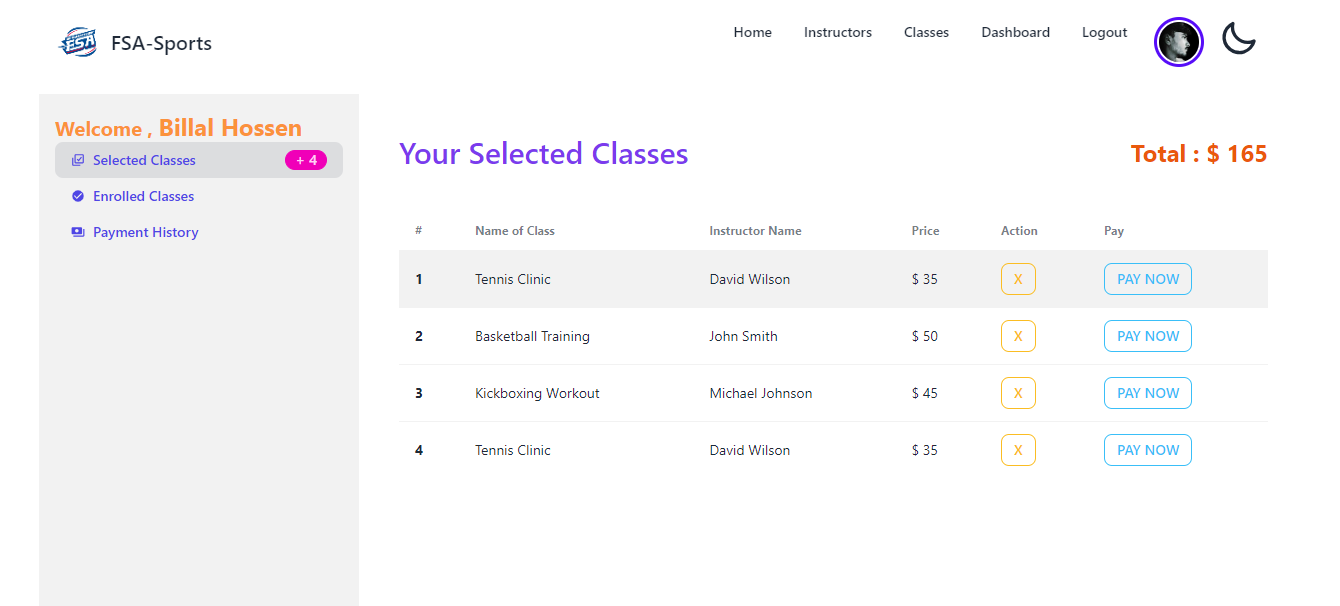 FSA FSA-Sports Home Instructors Classes Dashboard Logout
Welcome , Billal Hossen
Selected Classes + 4
Enrolled Classes
Payment History
Your Selected Classes Total : $ 165
# Name of Class Instructor Name Price Action Pay
1 Tennis Clinic David Wilson $ 35 X PAY NOW
2 Basketball Training John Smith $ 50 X PAY NOW
3 Kickboxing Workout Michael Johnson $ 45 X PAY NOW
4 Tennis Clinic David Wilson $ 35 X PAY NOW